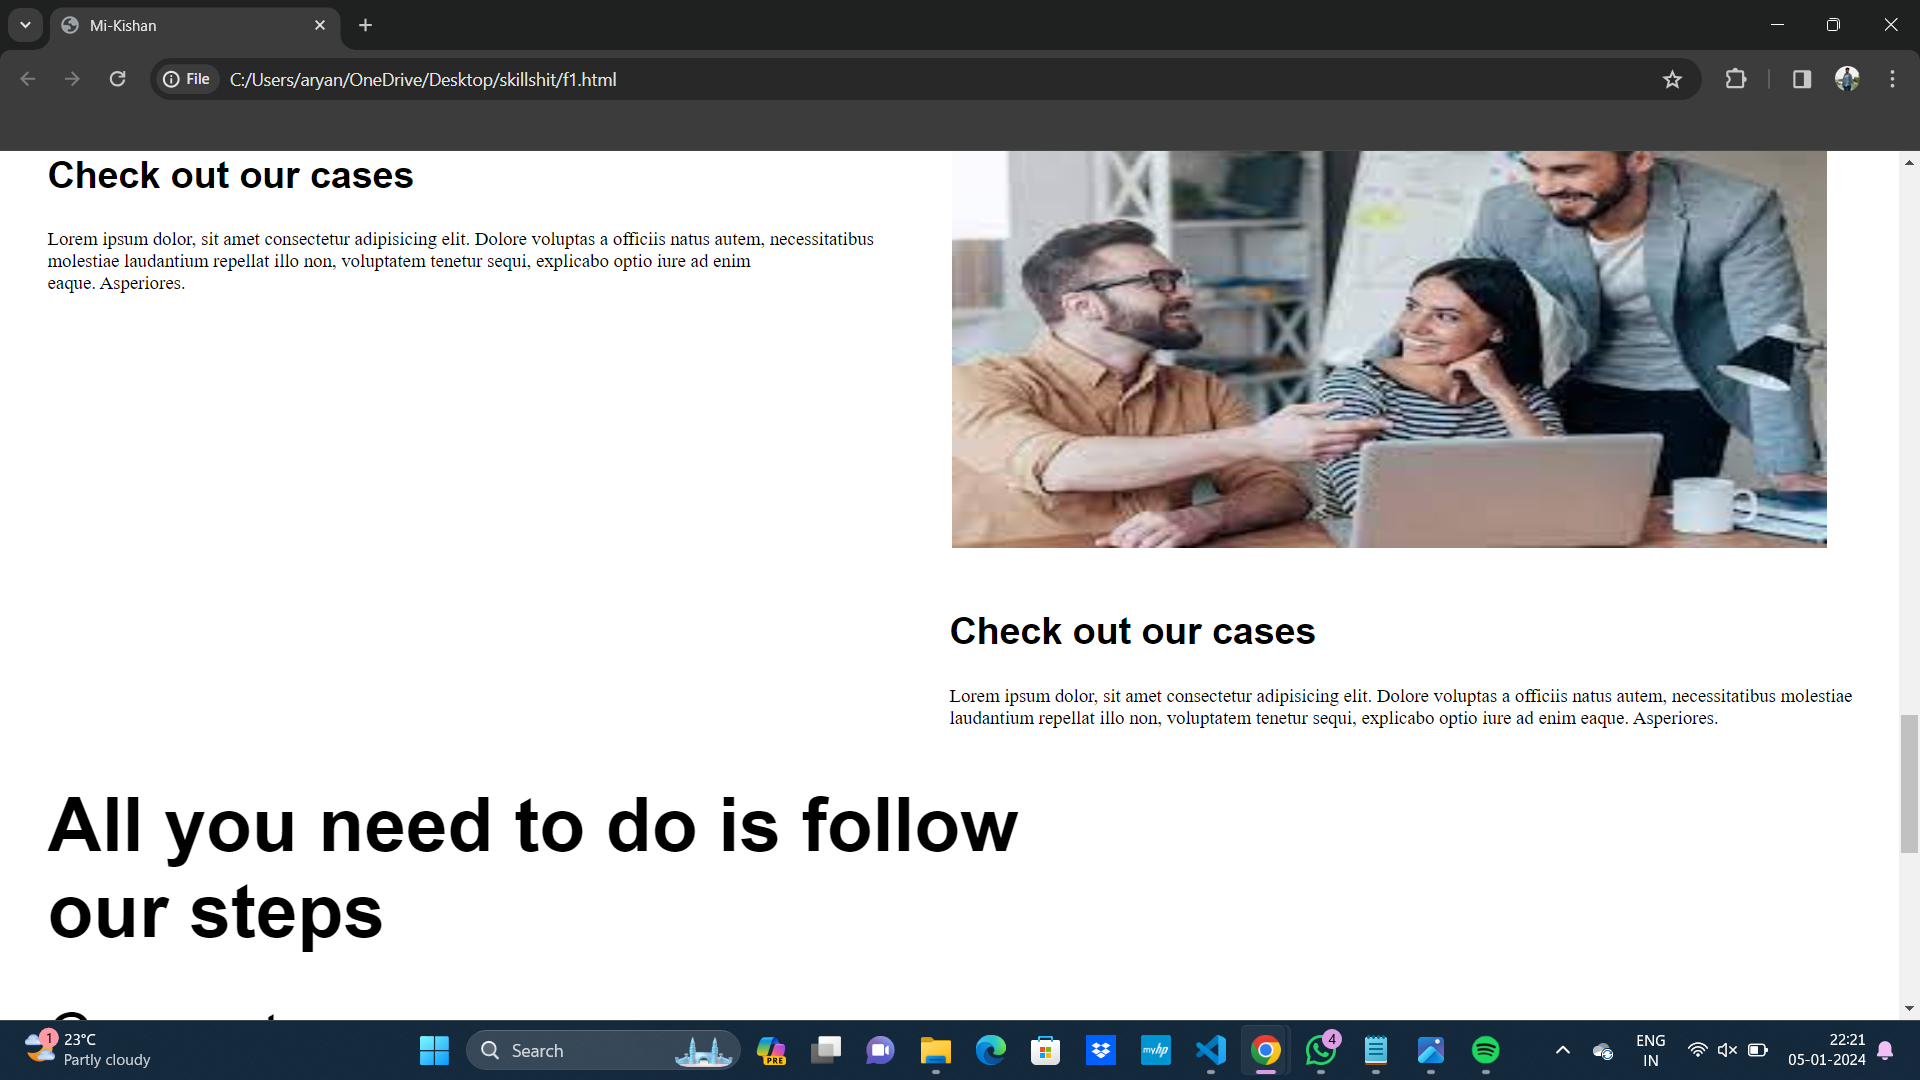 Mi-Kishan
File
C:/Users/aryan/OneDrive/Desktop/skillshit/f1.html
Check out our cases
Lorem ipsum dolor, sit amet consectetur adipisicing elit. Dolore voluptas a officiis natus autem, necessitatibus
molestiae laudantium repellat illo non, voluptatem tenetur sequi, explicabo optio iure ad enim
eaque. Asperiores.
Check out our cases
Lorem ipsum dolor, sit amet consectetur adipisicing elit. Dolore voluptas a officiis natus autem, necessitatibus molestiae
laudantium repellat illo non, voluptatem tenetur sequi, explicabo optio iure ad enim eaque. Asperiores.
All you need to do is follow
our steps
1
23°C
Partly cloudy
Search
PRE
myhp
4
ENG
IN
22:21
05-01-2024